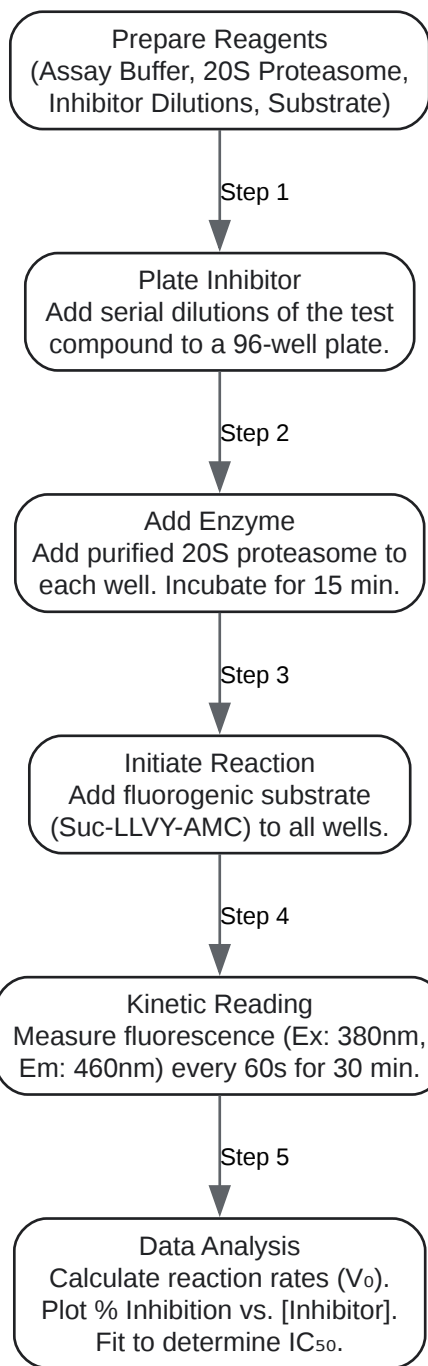 Prepare Reagents
(Assay Buffer, 20S Proteasome,
Inhibitor Dilutions, Substrate)
Step 1
Plate Inhibitor
Add serial dilutions of the test
compound to a 96-well plate.
Step 2
Add Enzyme
Add purified 20S proteasome to
each well. Incubate for 15 min.
Step 3
Initiate Reaction
Add fluorogenic substrate
(Suc-LLVY-AMC) to all wells.
Step 4
Kinetic Reading
Measure fluorescence (Ex: 380nm,
Em: 460nm) every 60s for 30 min.
Step 5
Data Analysis
Calculate reaction rates (V₀).
Plot % Inhibition vs. [Inhibitor].
Fit to determine IC₅₀.